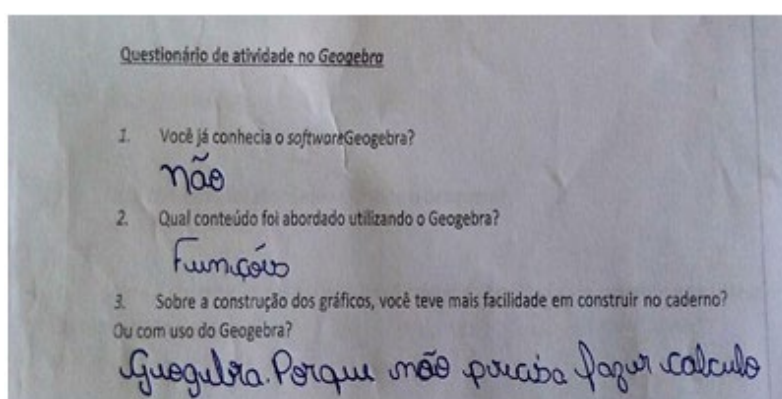 Questionário de atividade no Geogebra
1. Você já conhecia o softwareGeogebra?
não
2. Qual conteúdo foi abordado utilizando o Geogebra?
Funções
3. Sobre a construção dos gráficos, você teve mais facilidade em construir no caderno?
Ou com uso do Geogebra?
Geogebra. Porque não precisa fazer calculo